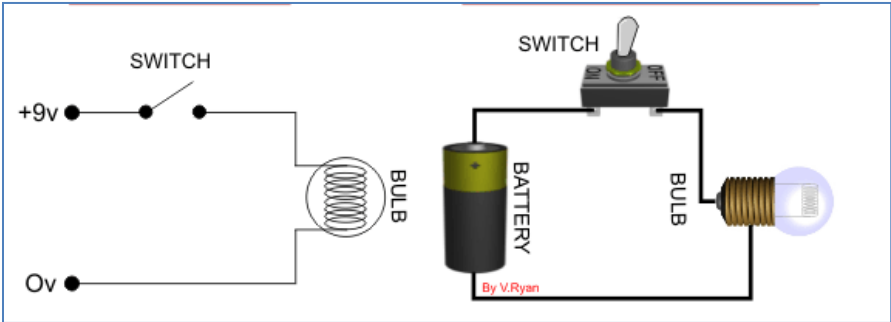 SWITCH
+9v
BULB
Ov
SWITCH
ON
OFF
+
BATTERY
BULB
By V.Ryan